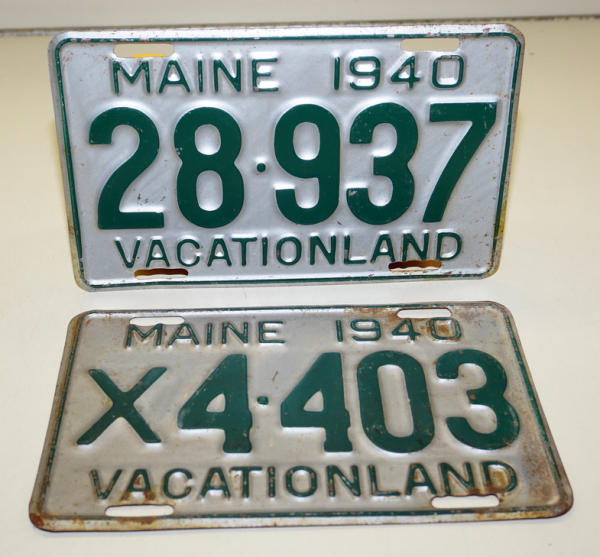 MAINE 1940
28·937
VACATIONLAND
MAINE 1940
X4·403
VACATIONLAND